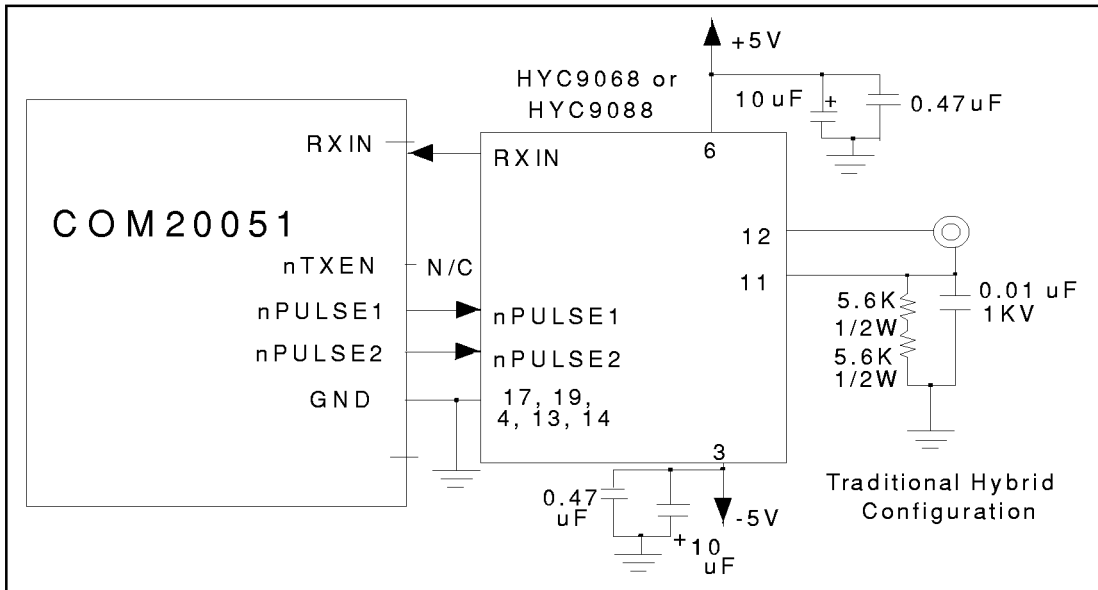 +5V
HYC9068 or
HYC9088
10uF
+
0.47uF
RXIN
RXIN
6
COM20051
12
nTXEN
N/C
11
nPULSE1
nPULSE1
5.6K
1/2W
0.01 uF
1KV
nPULSE2
nPULSE2
5.6K
1/2W
GND
17, 19,
4, 13, 14
3
0.47
uF
-5V
+
10
uF
Traditional Hybrid
Configuration